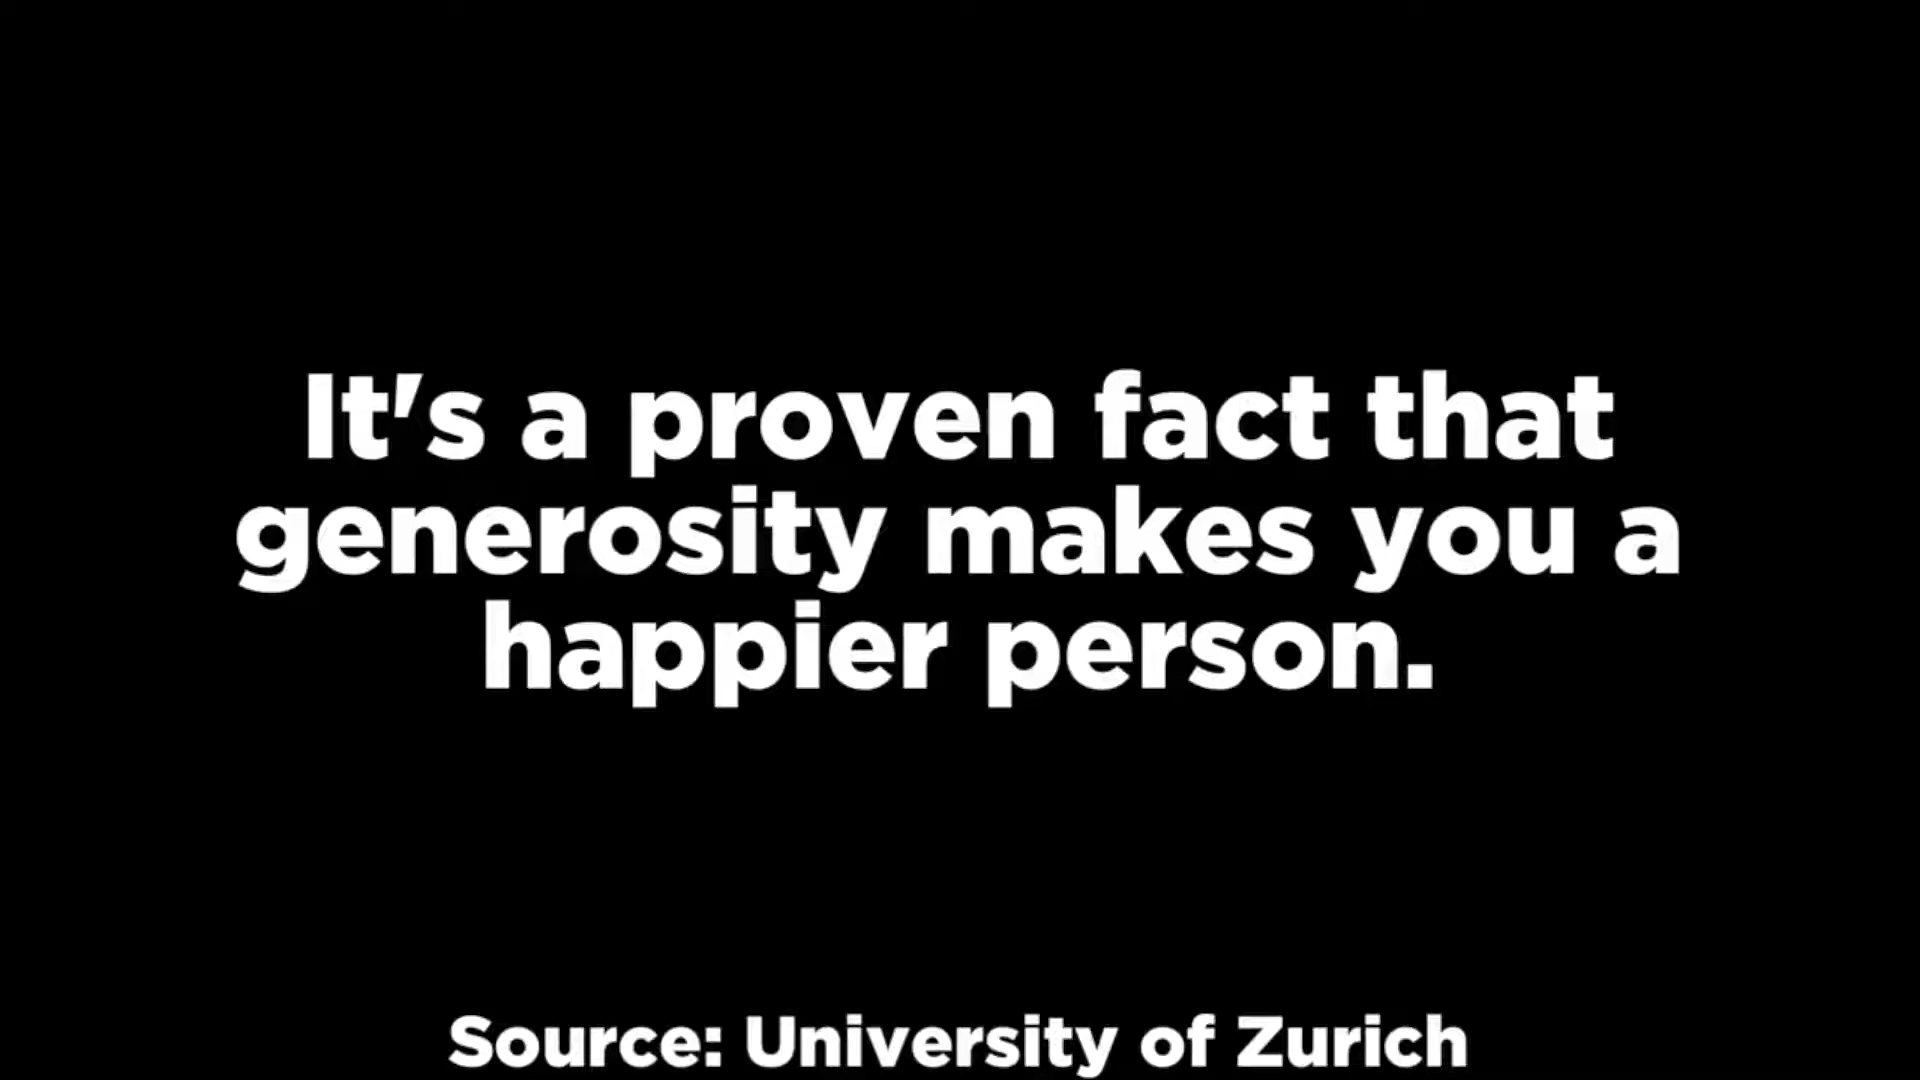 It's a proven fact that
generosity makes you a
happier person.
Source: University of Zurich